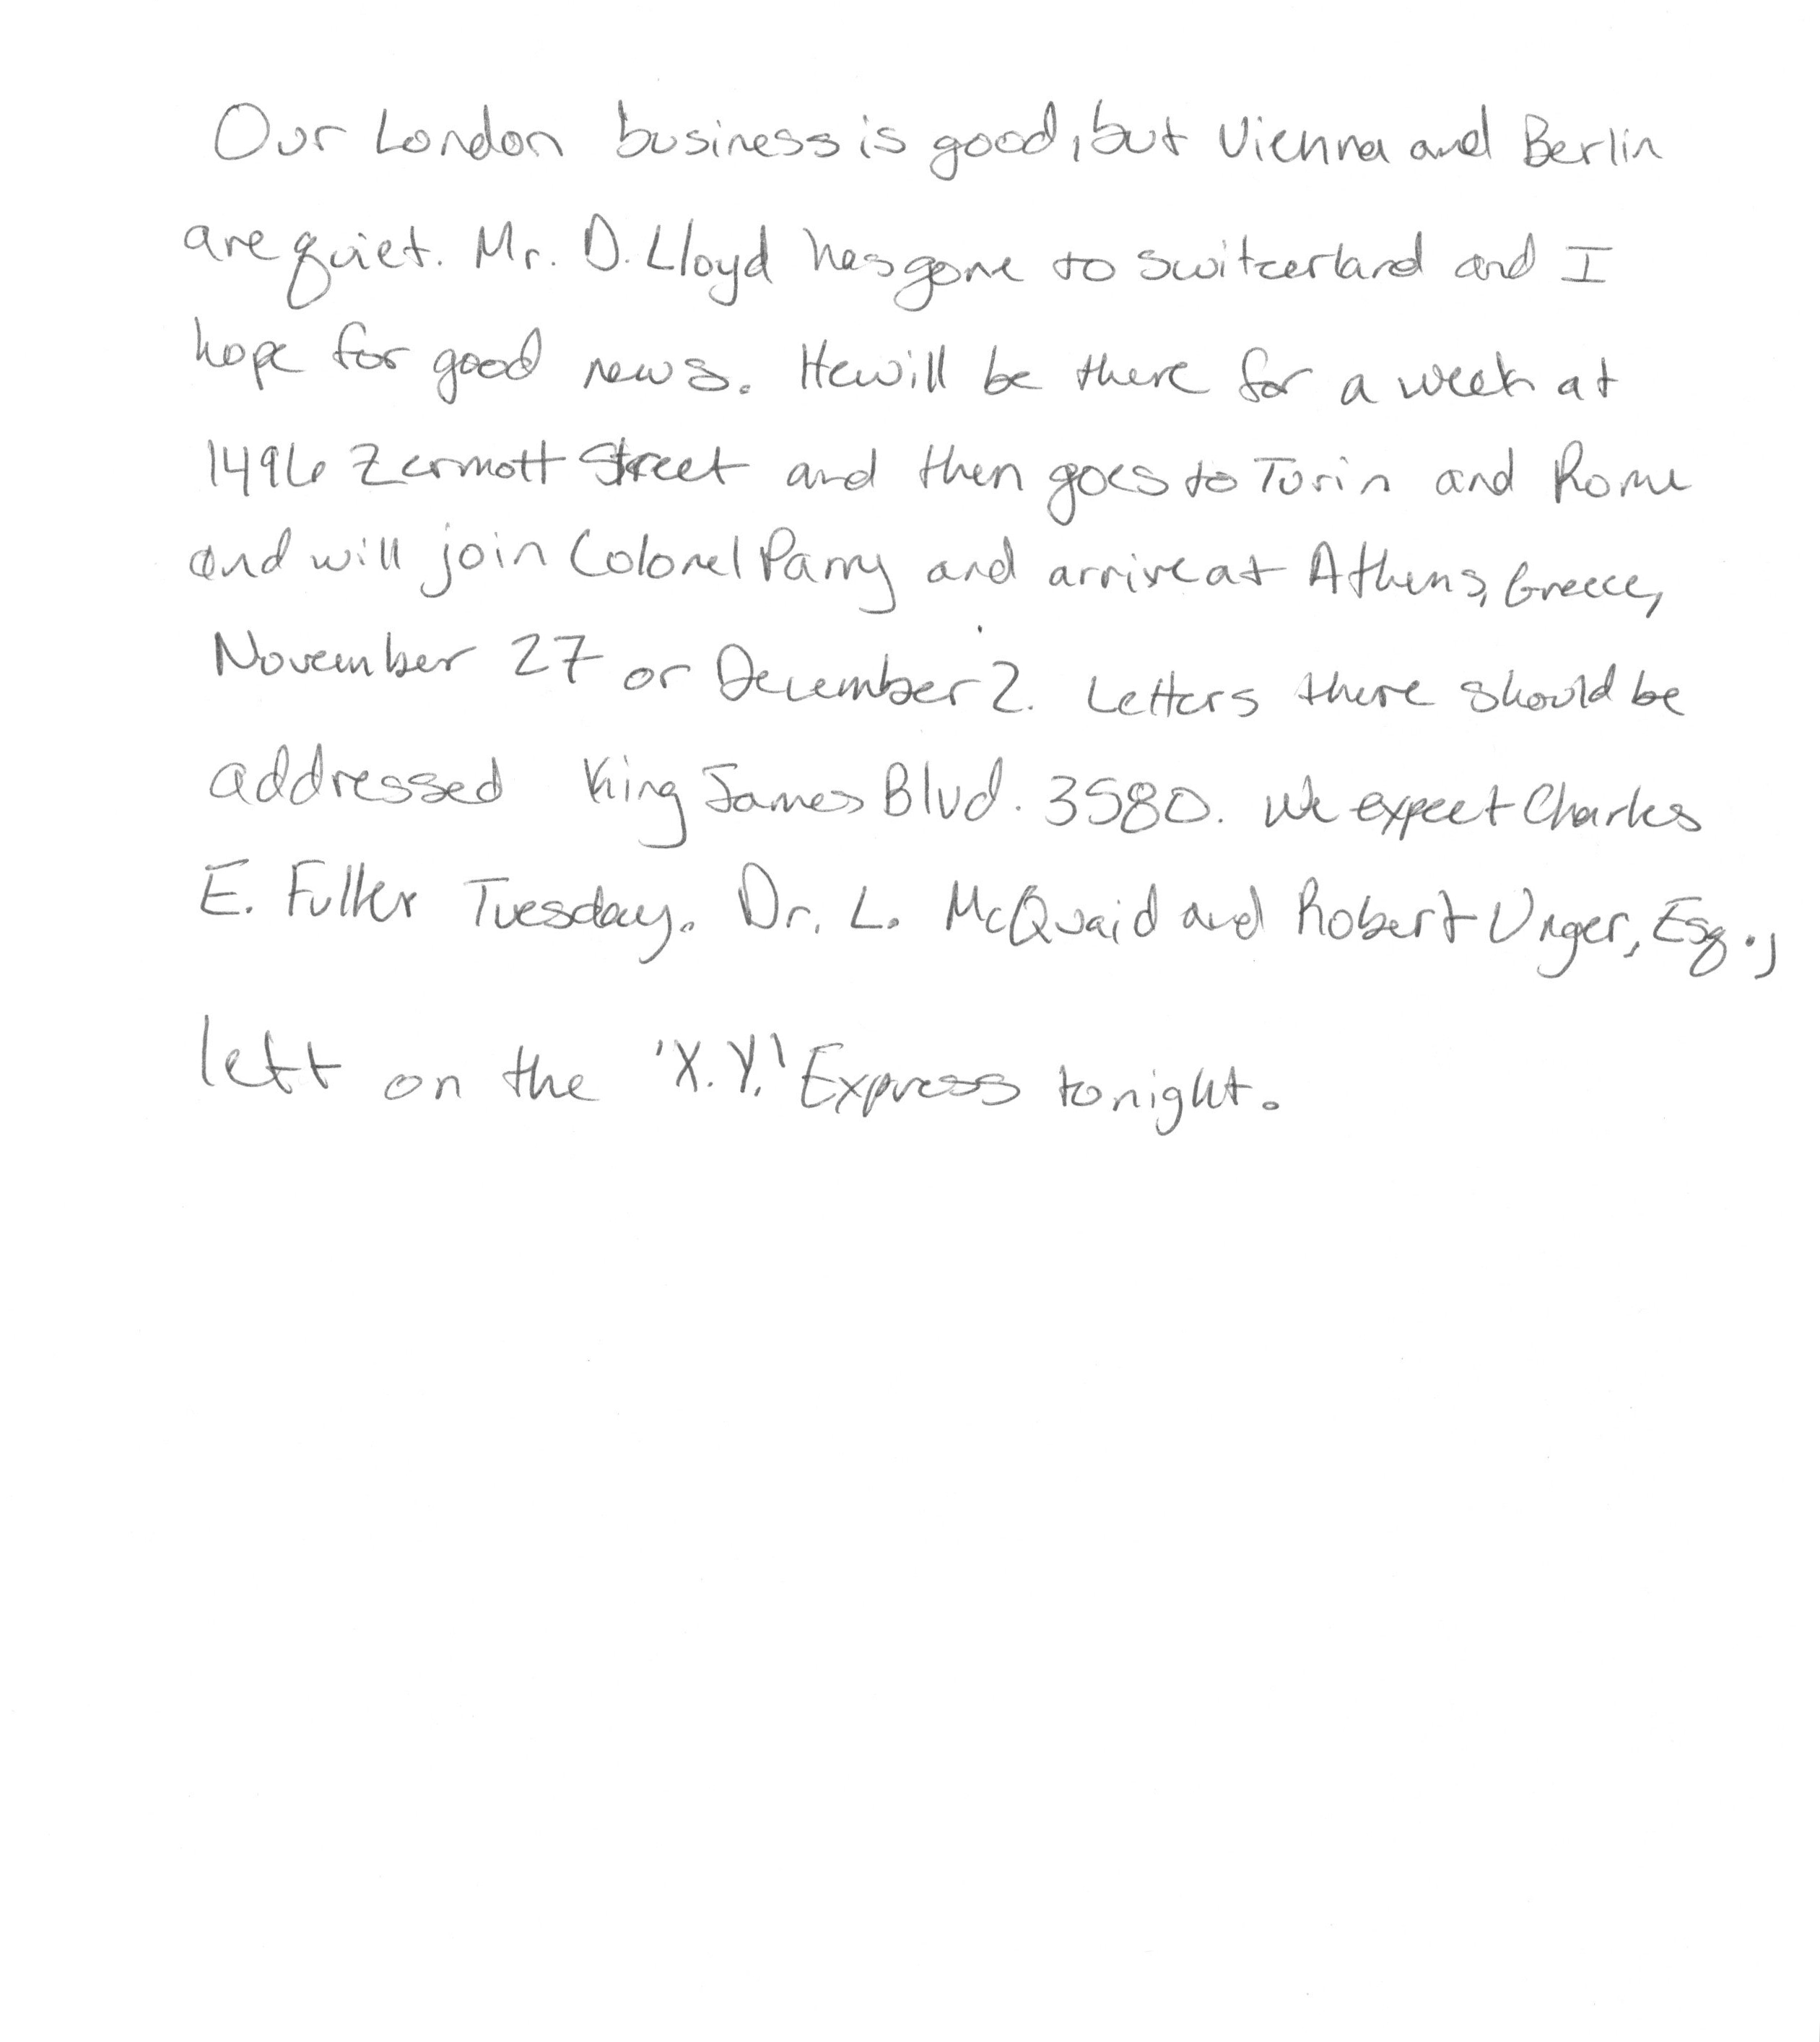 Our London business is good, but Vienna and Berlin
are quiet. Mr. D. Lloyd has gone to Switzerland and I
hope for good news. He will be there for a week at
1496 Zermott Street and then goes to Turin and Rome
and will join Colonel Parry and arrive at Athens, Greece,
November 27 or December 2. Letters there should be
addressed King James Blvd. 3580. We expect Charles
E. Fuller Tuesday. Dr. L. McQuaid and Robert Unger, Esq.,
left on the 'X.Y.' Express tonight.